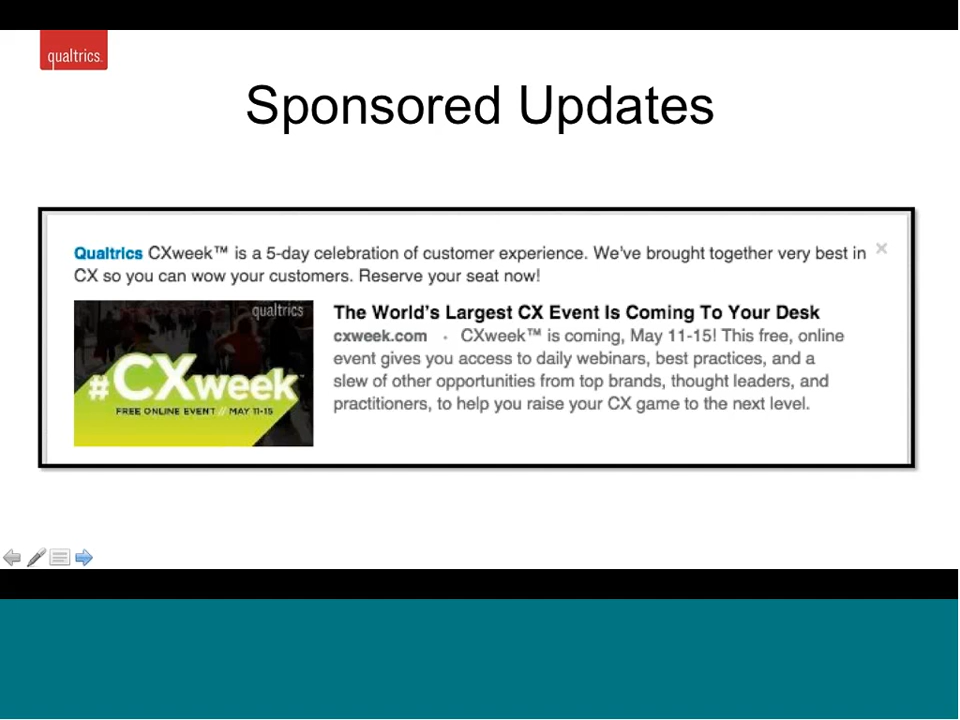 qualtrics.
Sponsored Updates
Qualtrics CXweek™ is a 5-day celebration of customer experience. We've brought together very best in
CX so you can wow your customers. Reserve your seat now!
qualtrics
#CXweek™
FREE ONLINE EVENT // MAY 11-15
The World's Largest CX Event Is Coming To Your Desk
cxweek.com · CXweek™ is coming, May 11-15! This free, online
event gives you access to daily webinars, best practices, and a
slew of other opportunities from top brands, thought leaders, and
practitioners, to help you raise your CX game to the next level.